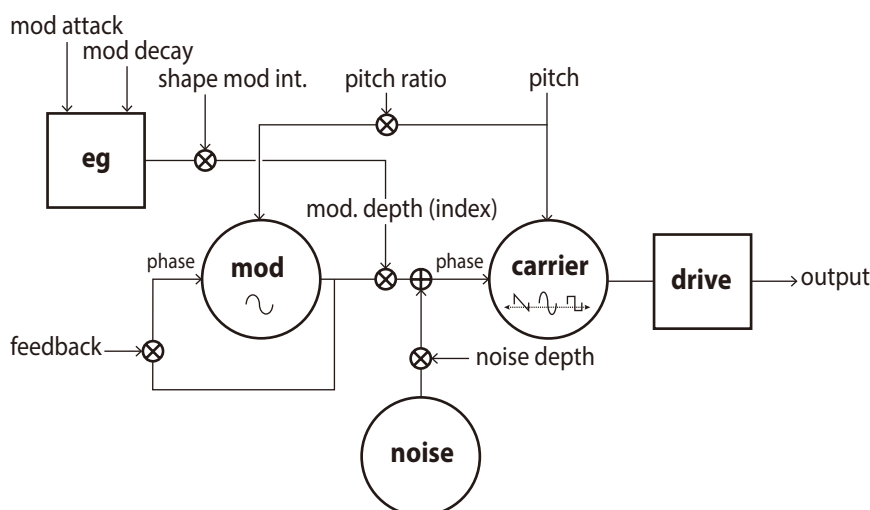 mod attack
mod decay
shape mod int.
pitch ratio
pitch
eg
mod. depth (index)
phase
mod
phase
carrier
drive
output
feedback
noise depth
noise